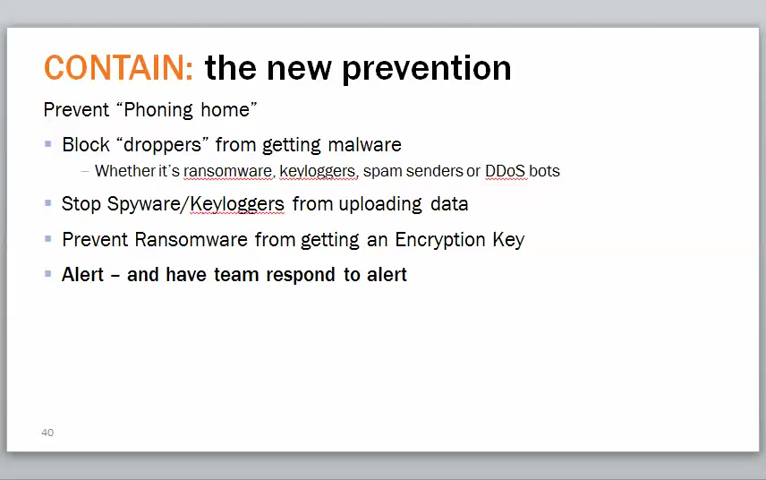 CONTAIN: the new prevention
Prevent “Phoning home”
▪ Block “droppers” from getting malware
– Whether it's ransomware, keyloggers, spam senders or DDoS bots
▪ Stop Spyware/Keyloggers from uploading data
▪ Prevent Ransomware from getting an Encryption Key
▪ Alert – and have team respond to alert
40